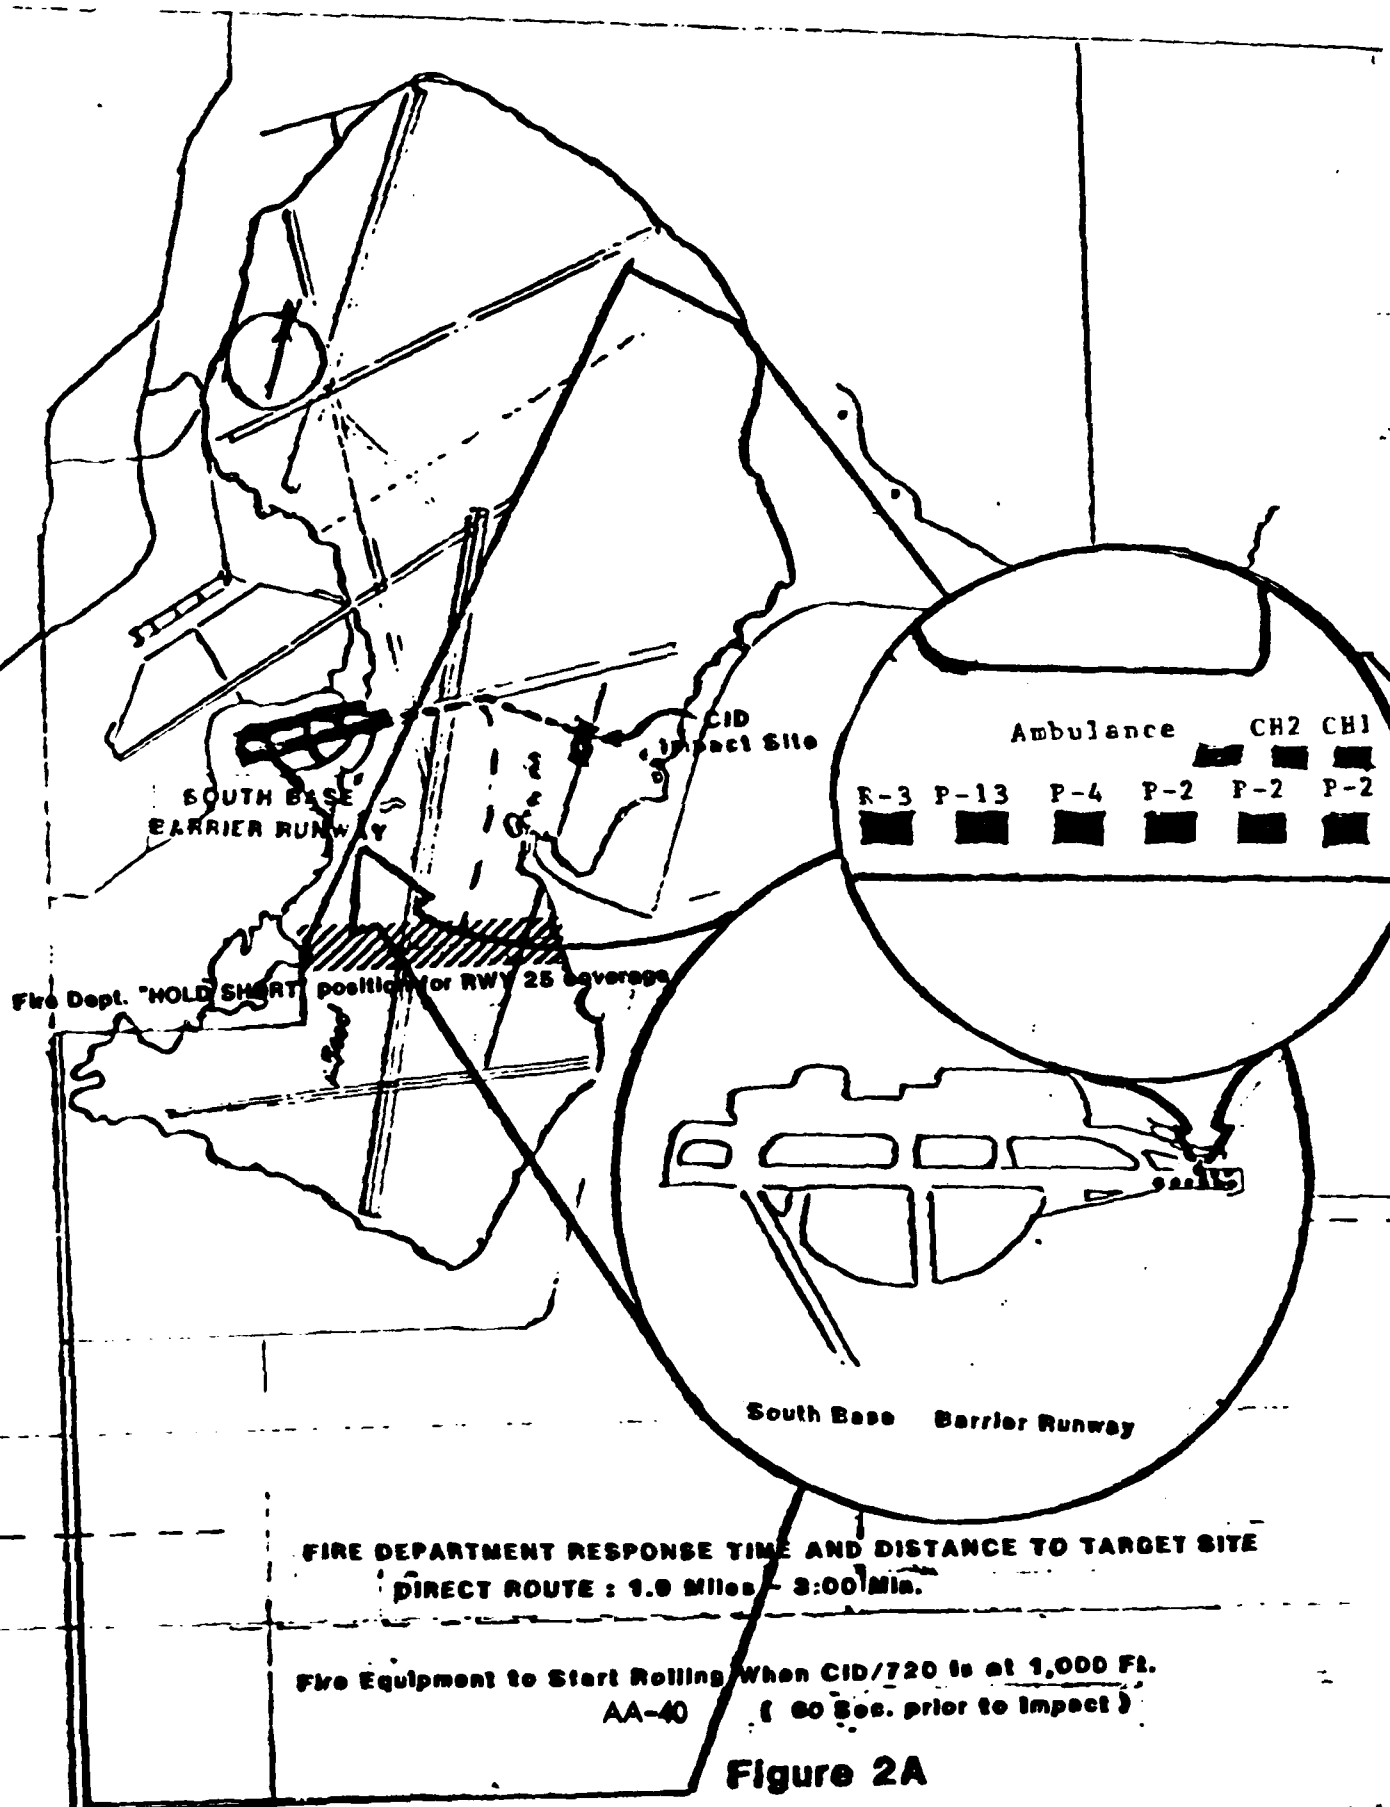 CID
Impact Site
Ambulance CH2 CH1
R-3 P-13 P-4 P-2 P-2 P-2
SOUTH BASE
BARRIER RUNWAY
Fire Dept. "HOLD SHORT" position for RWY 25 coverage
South Base Barrier Runway
FIRE DEPARTMENT RESPONSE TIME AND DISTANCE TO TARGET SITE
DIRECT ROUTE : Miles - 3:00 Min.
Fire Equipment to Start Rolling When CID/720 is at 1,000 Ft.
AA-40 ( 60 Sec. prior to Impact )
Figure 2A